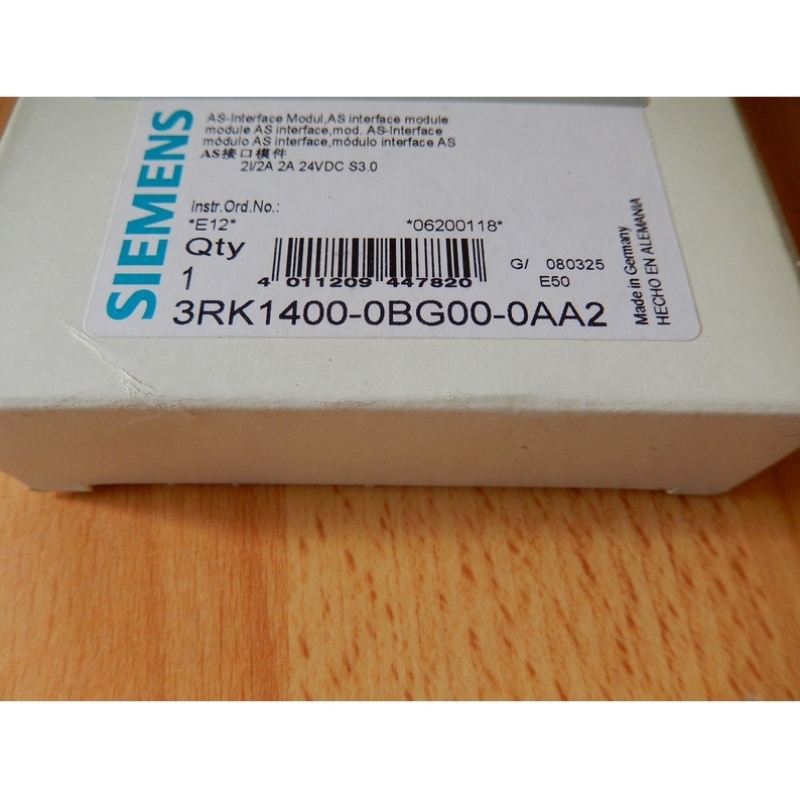 SIEMENS
AS-Interface Modul,AS interface module
module AS interface,mod. AS-Interface
módulo AS interface,módulo interface AS
AS接口模件
2I/2A 2A 24VDC S3.0
Instr.Ord.No.:
*E12* *06200118*
Qty
1
4 011209 447820
G/ 080325
E50
3RK1400-0BG00-0AA2
Made in Germany
HECHO EN ALEMANIA